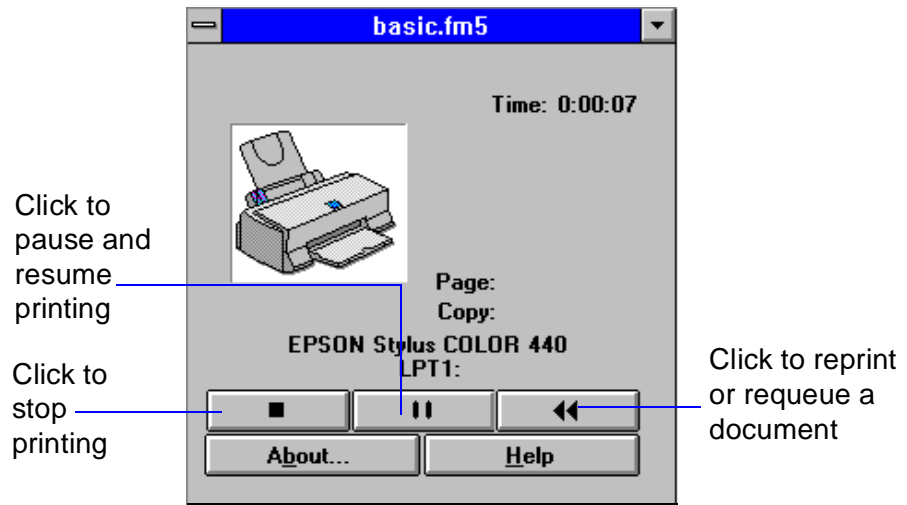 basic.fm5
Time: 0:00:07
Click to
pause and
resume
printing
Page:
Copy:
EPSON Stylus COLOR 440
LPT1:
Click to
stop
printing
Click to reprint
or requeue a
document
About...
Help